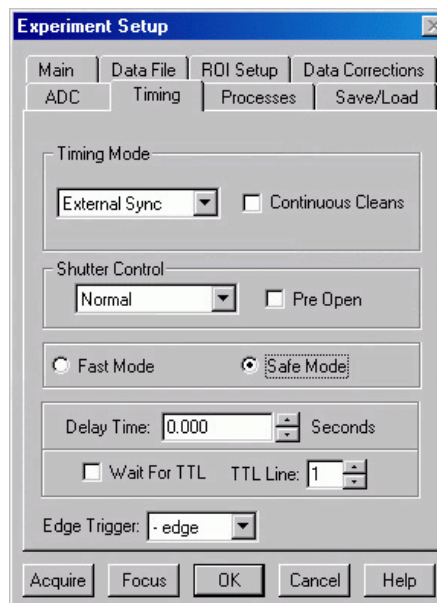 Experiment Setup
Main Data File ROI Setup Data Corrections
ADC Timing Processes Save/Load
Timing Mode
External Sync Continuous Cleans
Shutter Control
Normal Pre Open
Fast Mode Safe Mode
Delay Time: 0.000 Seconds
Wait For TTL TTL Line: 1
Edge Trigger: - edge
Acquire Focus OK Cancel Help